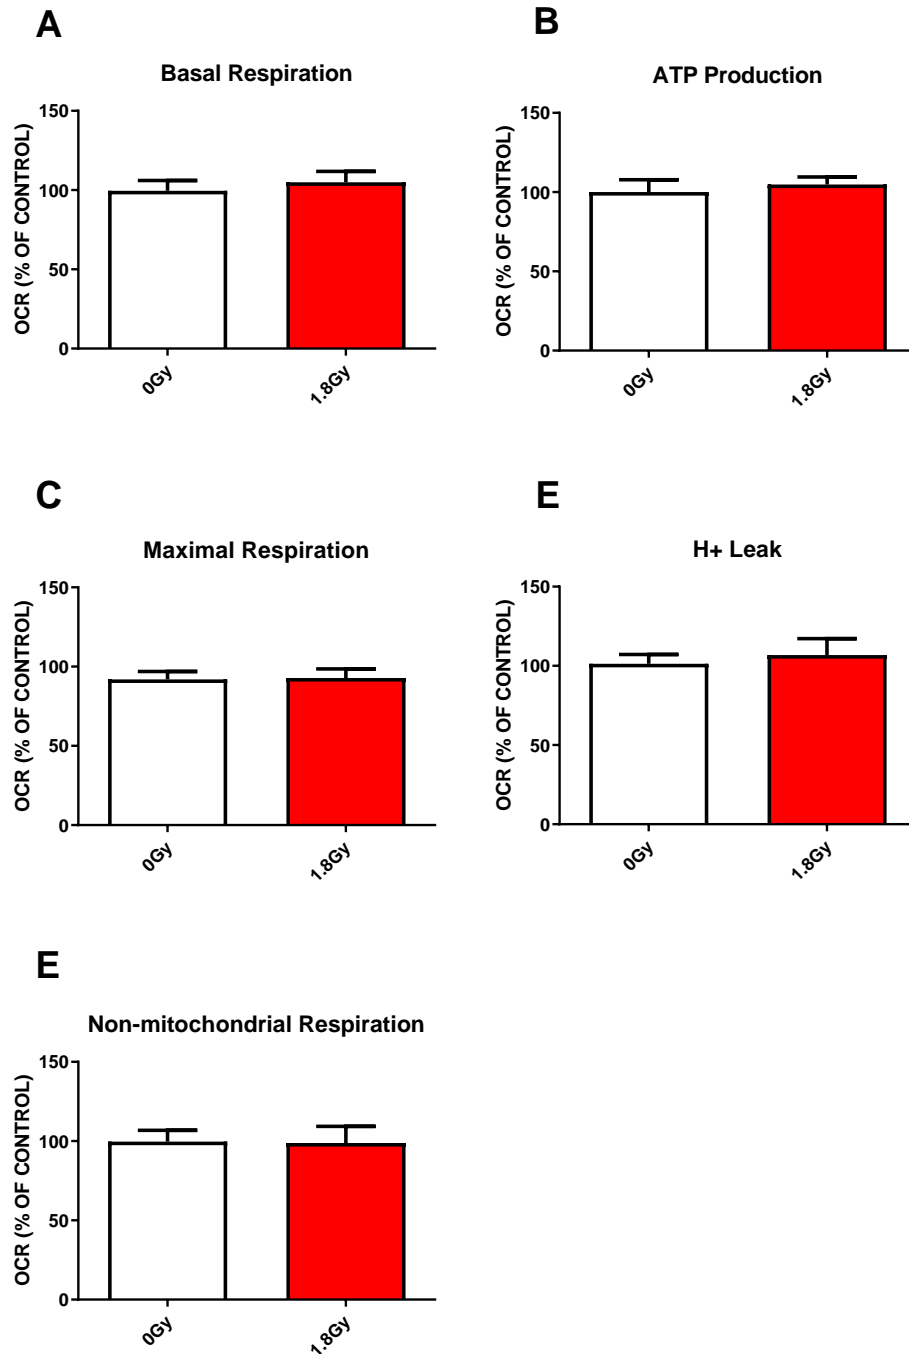 A
Basal Respiration
OCR (% OF CONTROL)
150
100
50
0
0Gy
1.8Gy
B
ATP Production
OCR (% OF CONTROL)
150
100
50
0
0Gy
1.8Gy
C
Maximal Respiration
OCR (% OF CONTROL)
150
100
50
0
0Gy
1.8Gy
E
H+ Leak
OCR (% OF CONTROL)
150
100
50
0
0Gy
1.8Gy
E
Non-mitochondrial Respiration
OCR (% OF CONTROL)
150
100
50
0
0Gy
1.8Gy